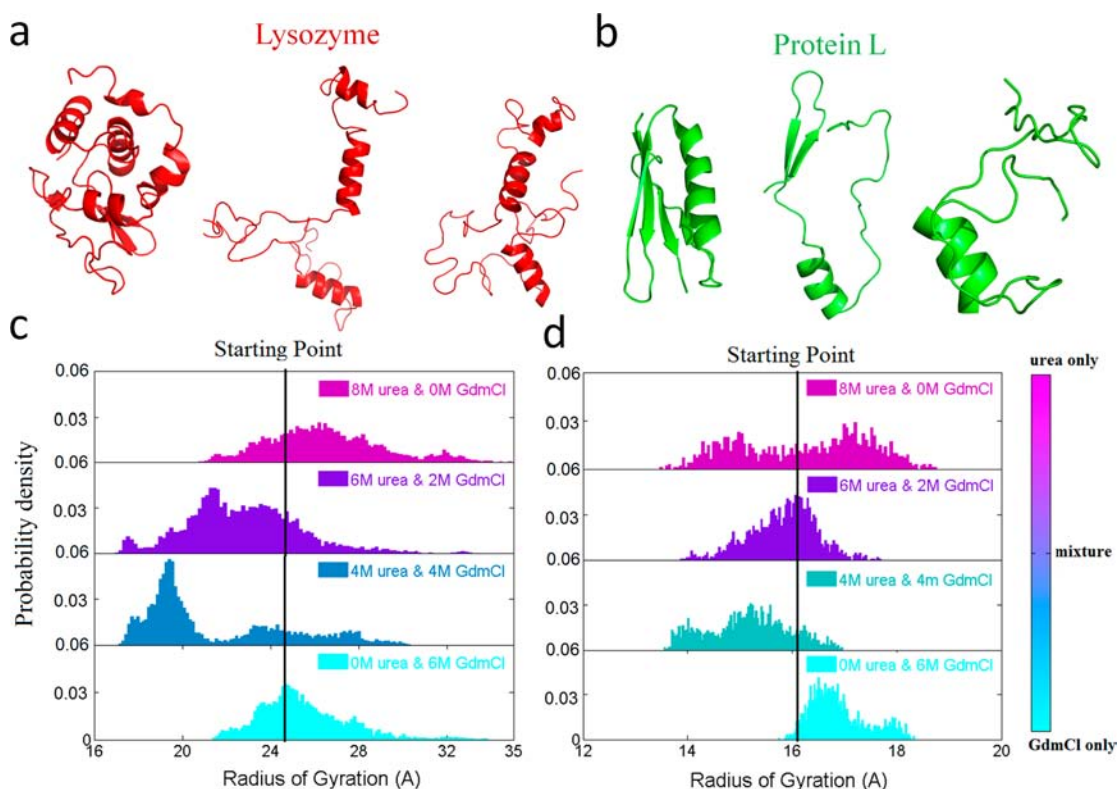 a
Lysozyme
b
Protein L
c
Starting Point
0.06
8M urea & 0M GdmCl
0.03
0.06
6M urea & 2M GdmCl
0.03
0.06
4M urea & 4M GdmCl
0.03
0.06
0M urea & 6M GdmCl
0.03
0
16
20
24
28
31
35
Probability density
Radius of Gyration (A)
d
Starting Point
0.06
8M urea & 0M GdmCl
0.03
0.06
6M urea & 2M GdmCl
0.03
0.06
4M urea & 4m GdmCl
0.03
0.06
0M urea & 6M GdmCl
0.03
0
12
14
16
18
20
Radius of Gyration (A)
urea only
mixture
GdmCl only